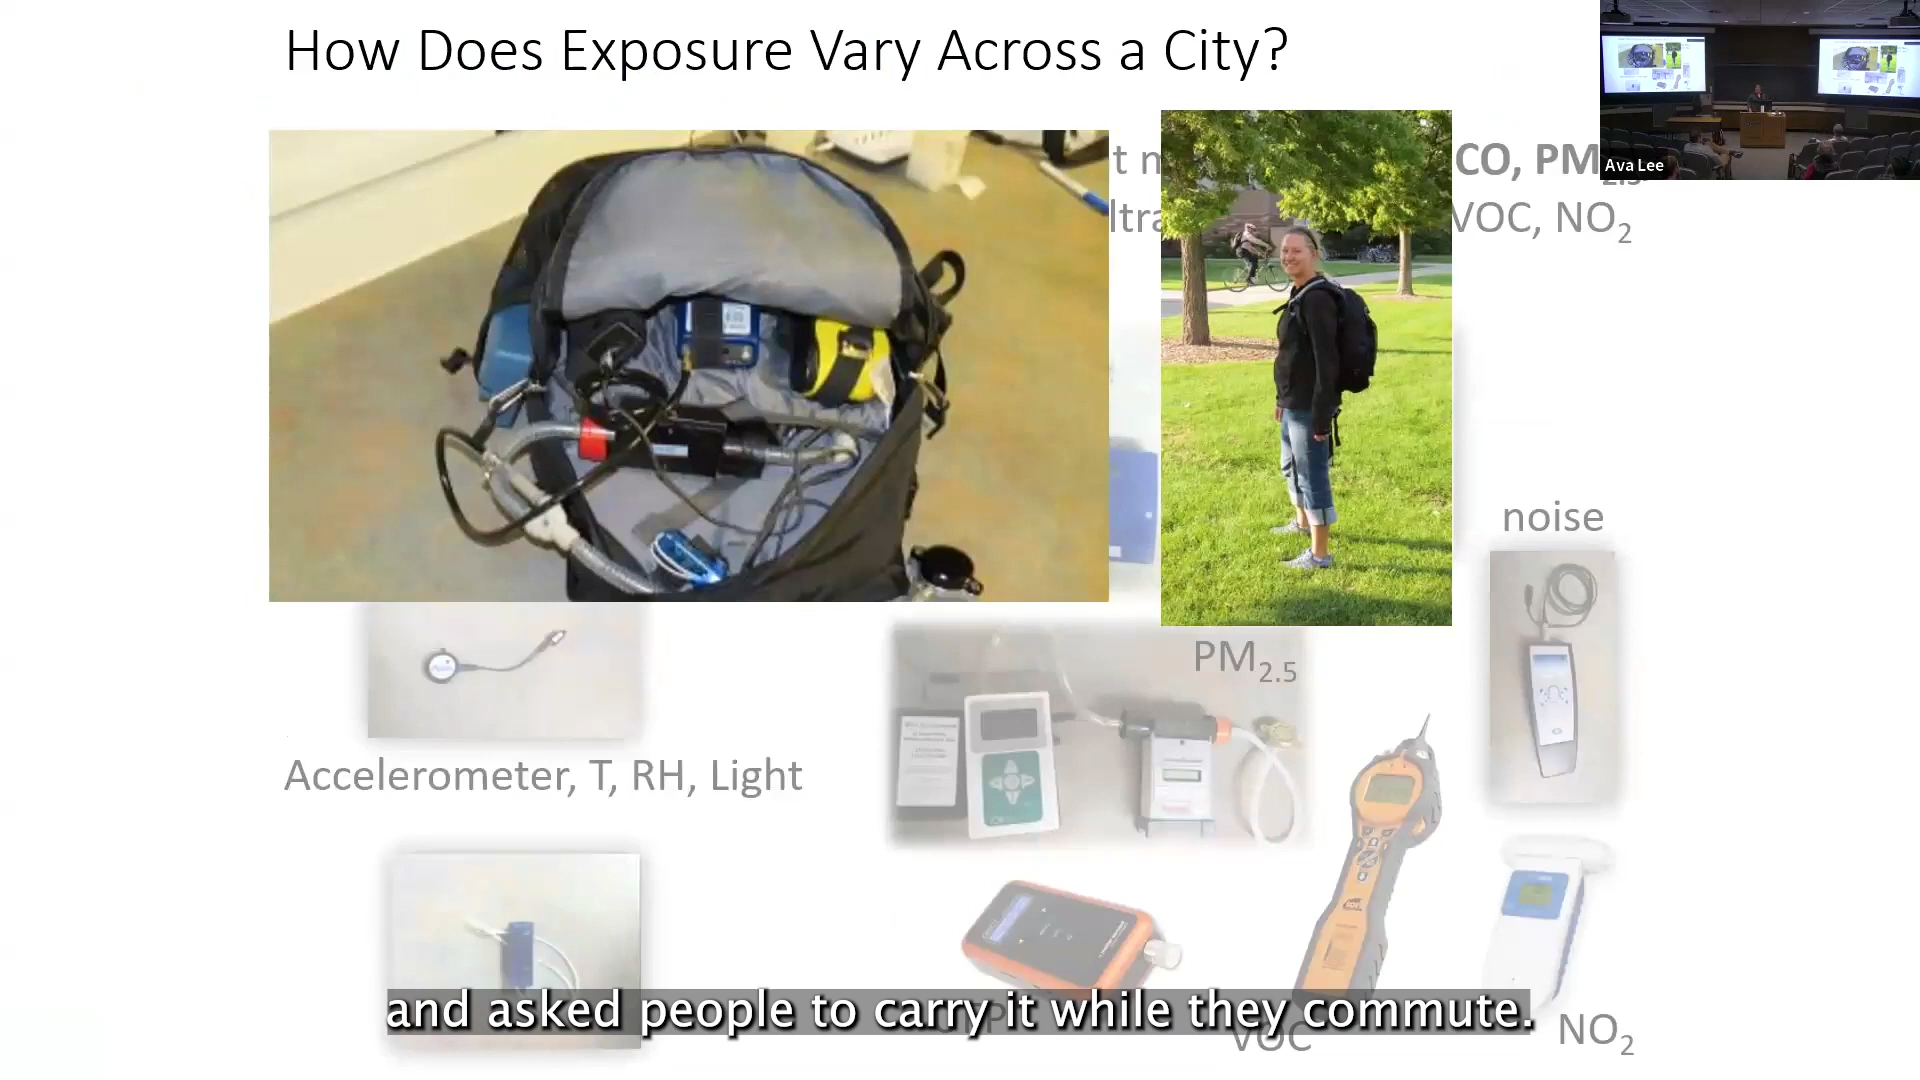 How Does Exposure Vary Across a City?
CO, PM
Ava Lee
VOC, NO2
noise
PM2.5
Accelerometer, T, RH, Light
and asked people to carry it while they commute.
VOC
NO2